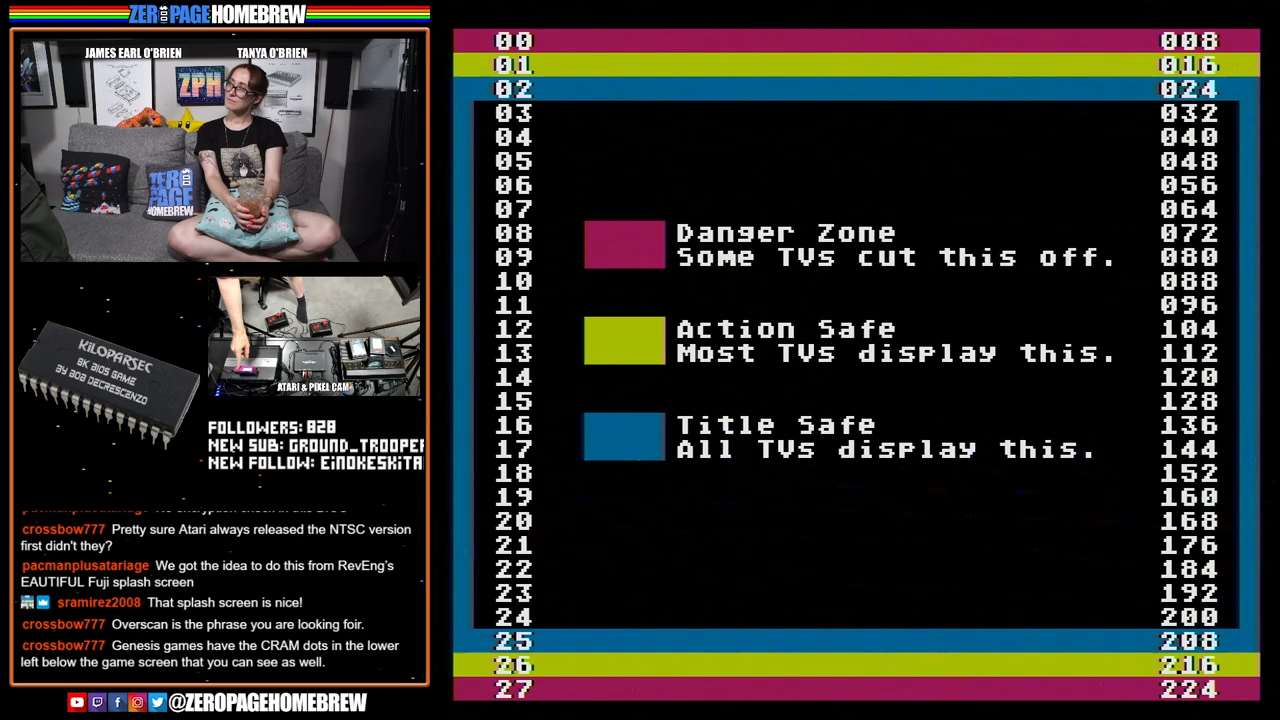 ZEROPAGEHOMEBREW
JAMES EARL O'BRIEN
TANYA O'BRIEN
ZPH
ZERO
PAGE
HOMEBREW
KILOPARSEC
8K BIOS GAME
BY BOB DECRESCENZO
ATARI & PIXEL CAM
FOLLOWERS: 828
NEW SUB: GROUND_TROOPER
NEW FOLLOW: EINOKESKITA
crossbow777 Pretty sure Atari always released the NTSC version
first didn't they?
pacmanplusatariage We got the idea to do this from RevEng's
EAUTIFUL Fuji splash screen
sramirez2008 That splash screen is nice!
crossbow777 Overscan is the phrase you are looking foir.
crossbow777 Genesis games have the CRAM dots in the lower
left below the game screen that you can see as well.
@ZEROPAGEHOMEBREW
00 008
01 016
02 024
03 032
04 040
05 048
06 056
07 064
08 Danger Zone 072
09 Some TVs cut this off. 080
10 088
11 096
12 Action Safe 104
13 Most TVs display this. 112
14 120
15 128
16 Title Safe 136
17 All TVs display this. 144
18 152
19 160
20 168
21 176
22 184
23 192
24 200
25 208
26 216
27 224